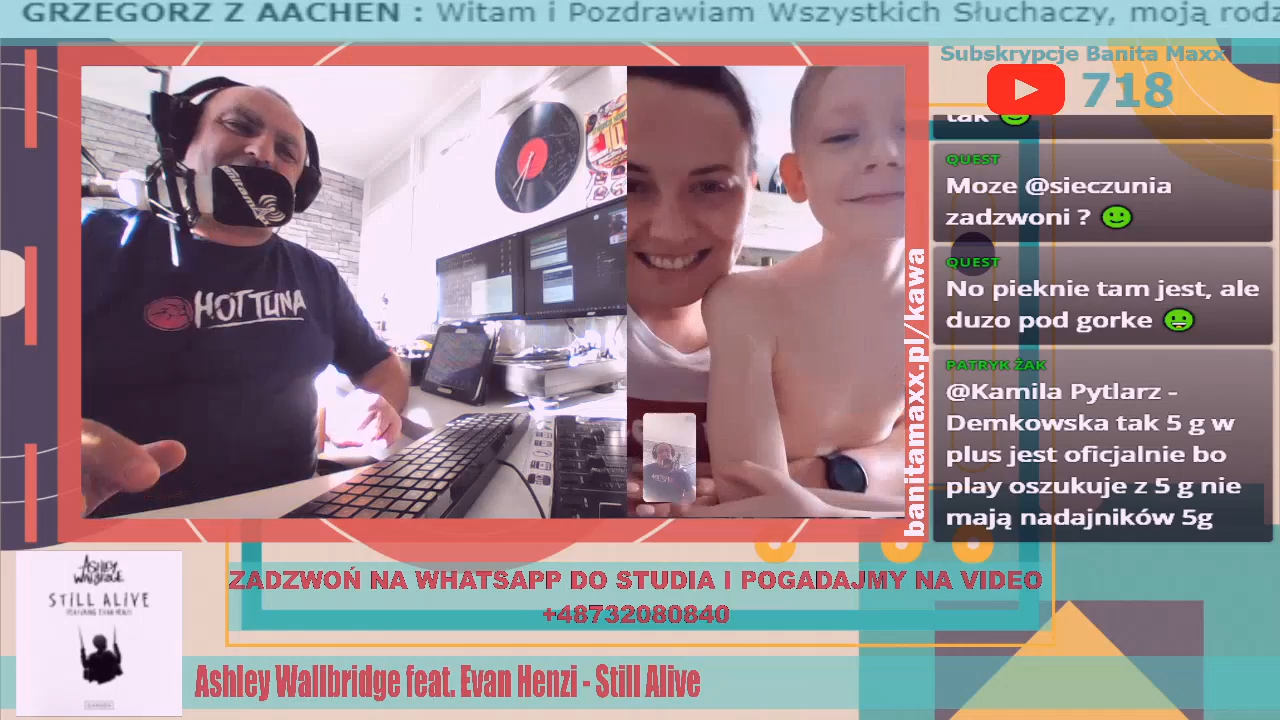 GRZEGORZ Z AACHEN : Witam i Pozdrawiam Wszystkich Słuchaczy, moją rodz
Subskrypcje Banita Maxx
718
tak
QUEST
Moze @sieczunia
zadzwoni ?
QUEST
No pieknie tam jest, ale
duzo pod gorke
PATRYK ŻAK
@Kamila Pytlarz -
Demkowska tak 5 g w
plus jest oficjalnie bo
play oszukuje z 5 g nie
mają nadajników 5g
banitamaxx.pl/kawa
HOT TUNA
ZADZWOŃ NA WHATSAPP DO STUDIA I POGADAJMY NA VIDEO
+48732080840
ASHLEY
WALLBRIDGE
STILL ALIVE
FEATURING EVAN HENZI
Ashley Wallbridge feat. Evan Henzi - Still Alive